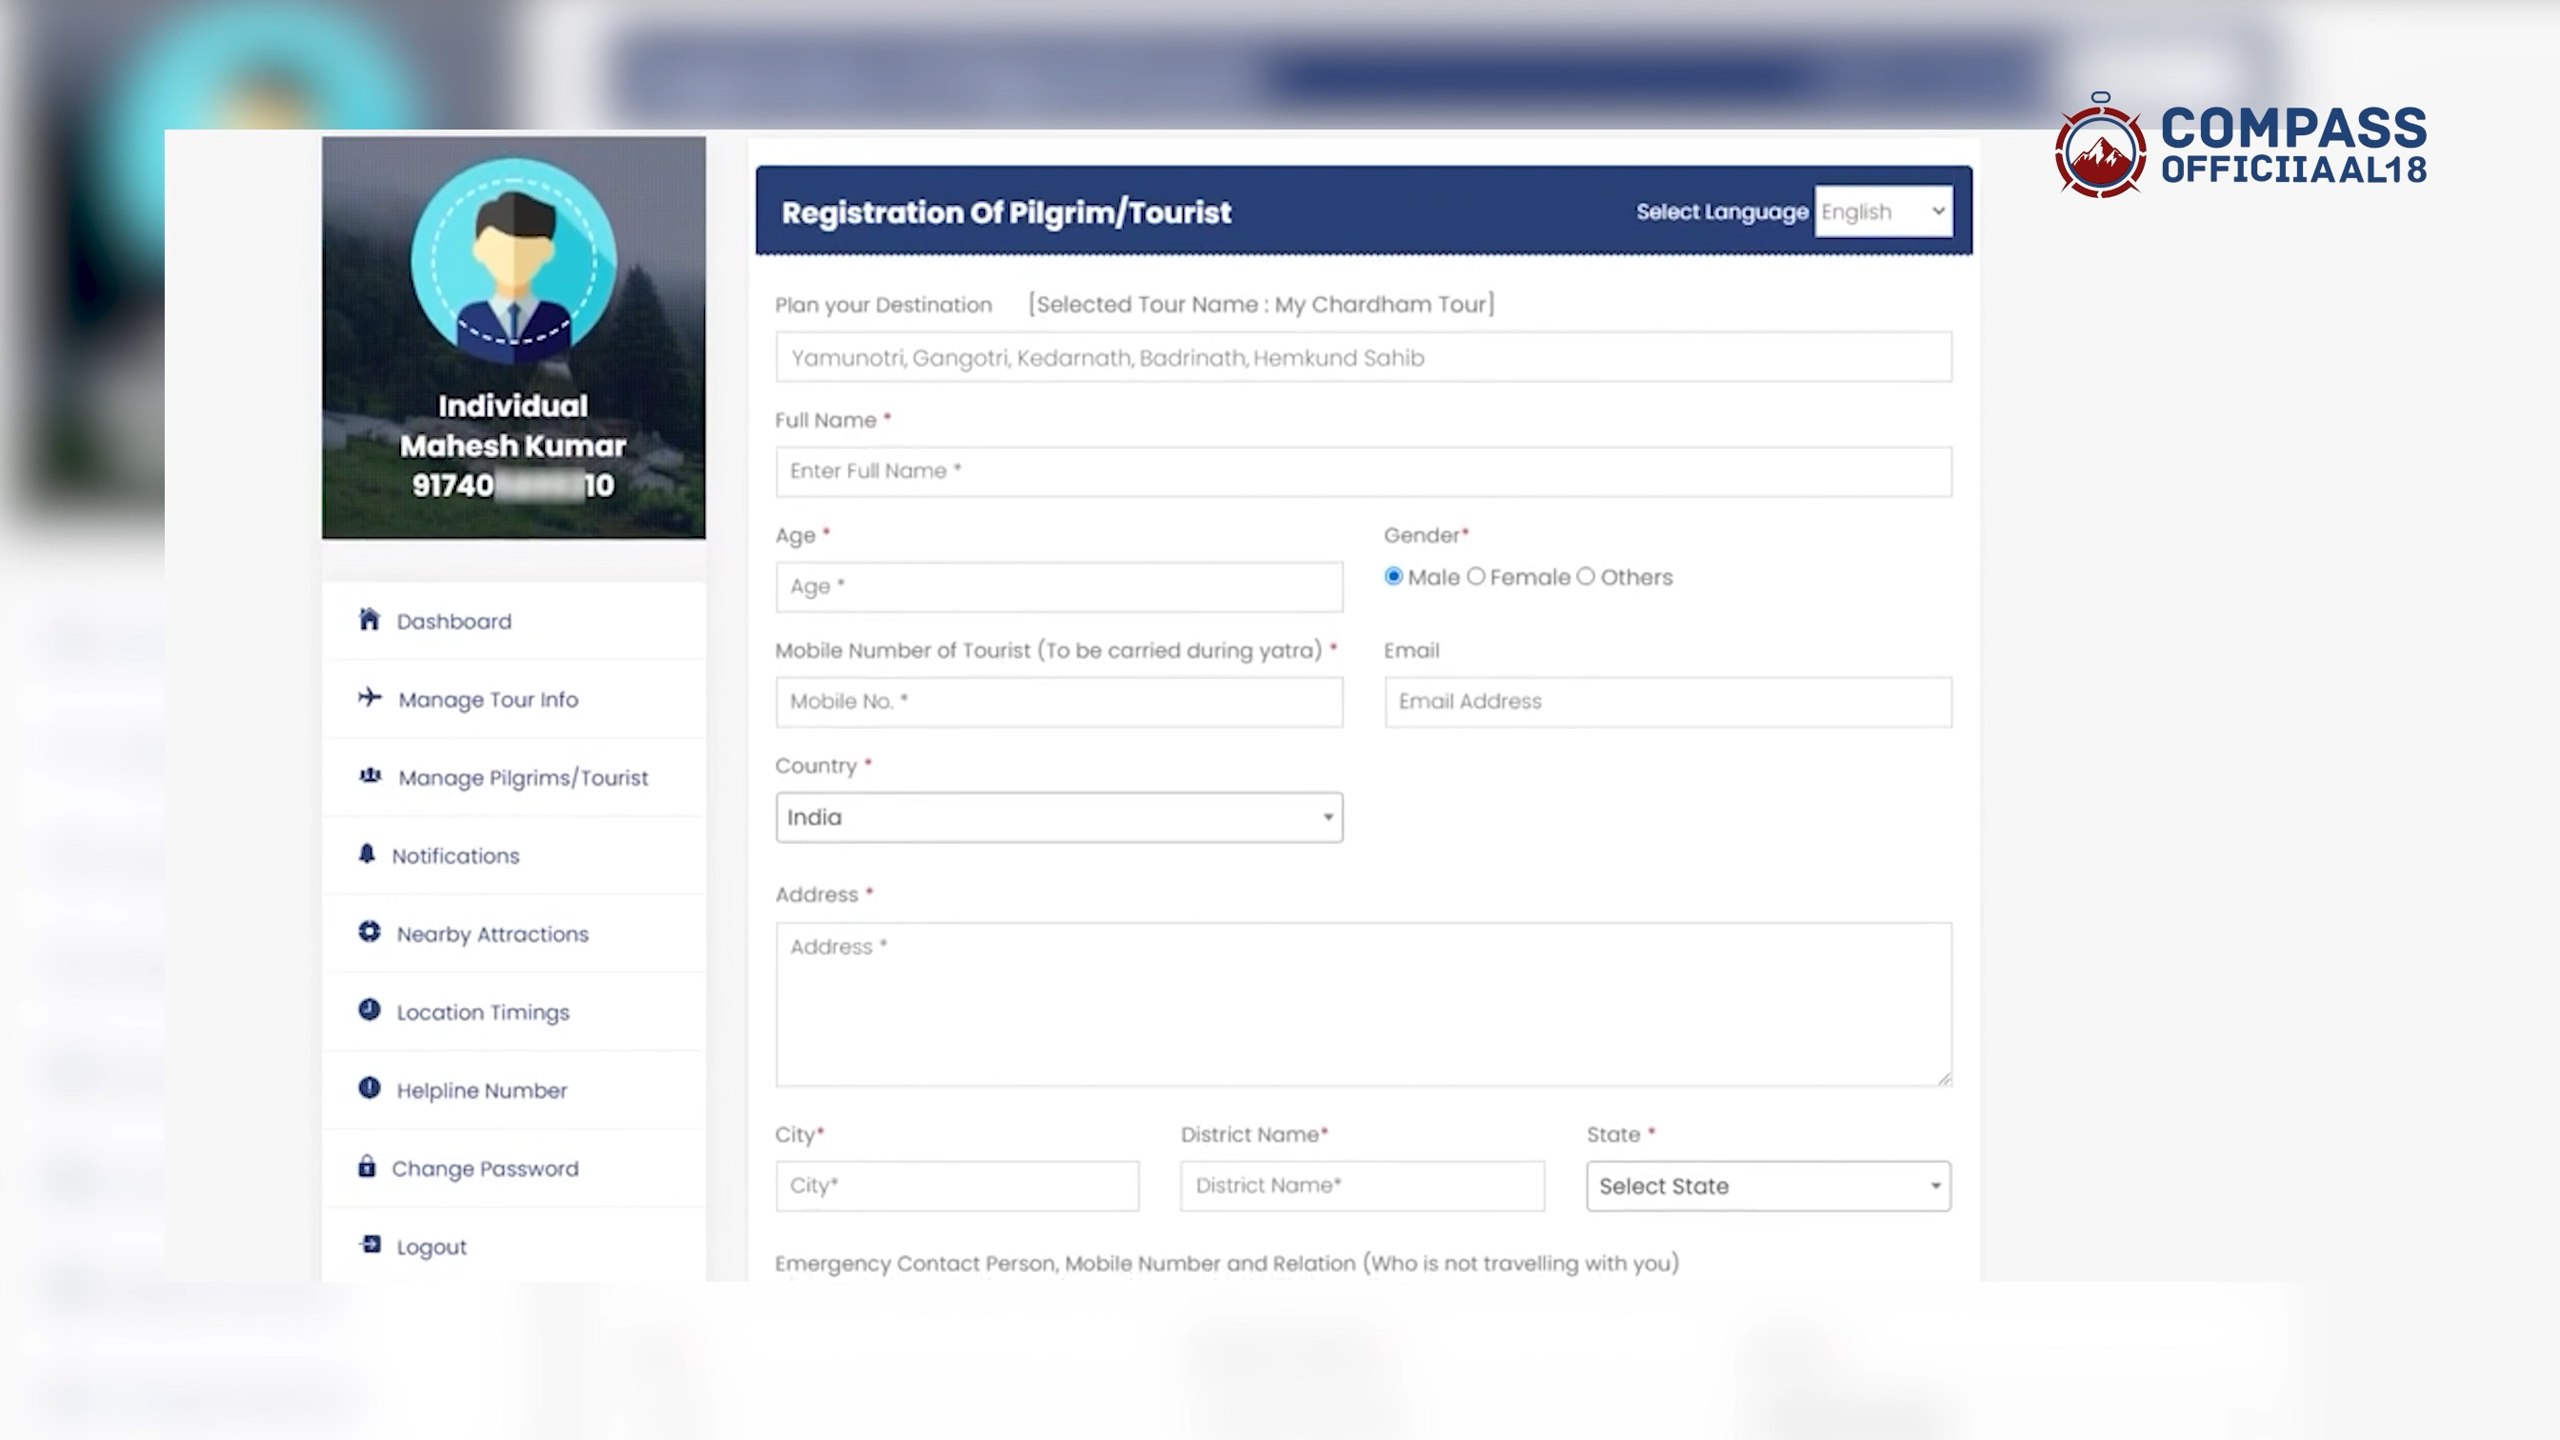 COMPASS
OFFICIIAAL18
Individual
Mahesh Kumar
91740 10
Dashboard
Manage Tour Info
Manage Pilgrims/Tourist
Notifications
Nearby Attractions
Location Timings
Helpline Number
Change Password
Logout
Registration Of Pilgrim/Tourist
Select Language English
Plan your Destination [Selected Tour Name : My Chardham Tour]
Yamunotri, Gangotri, Kedarnath, Badrinath, Hemkund Sahib
Full Name *
Enter Full Name *
Age * Gender*
Age * Male Female Others
Mobile Number of Tourist (To be carried during yatra) * Email
Mobile No. * Email Address
Country *
India
Address *
Address *
City* District Name* State *
City* District Name* Select State
Emergency Contact Person, Mobile Number and Relation (Who is not travelling with you)